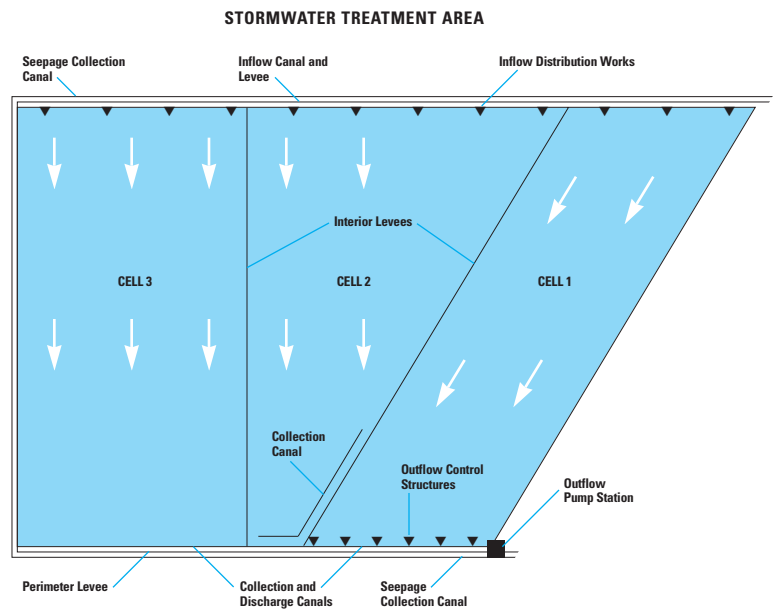 STORMWATER TREATMENT AREA
Seepage Collection
Canal
Inflow Canal and
Levee
Inflow Distribution Works
Interior Levees
CELL 3
CELL 2
CELL 1
Collection
Canal
Outflow Control
Structures
Outflow
Pump Station
Perimeter Levee
Collection and
Discharge Canals
Seepage
Collection Canal